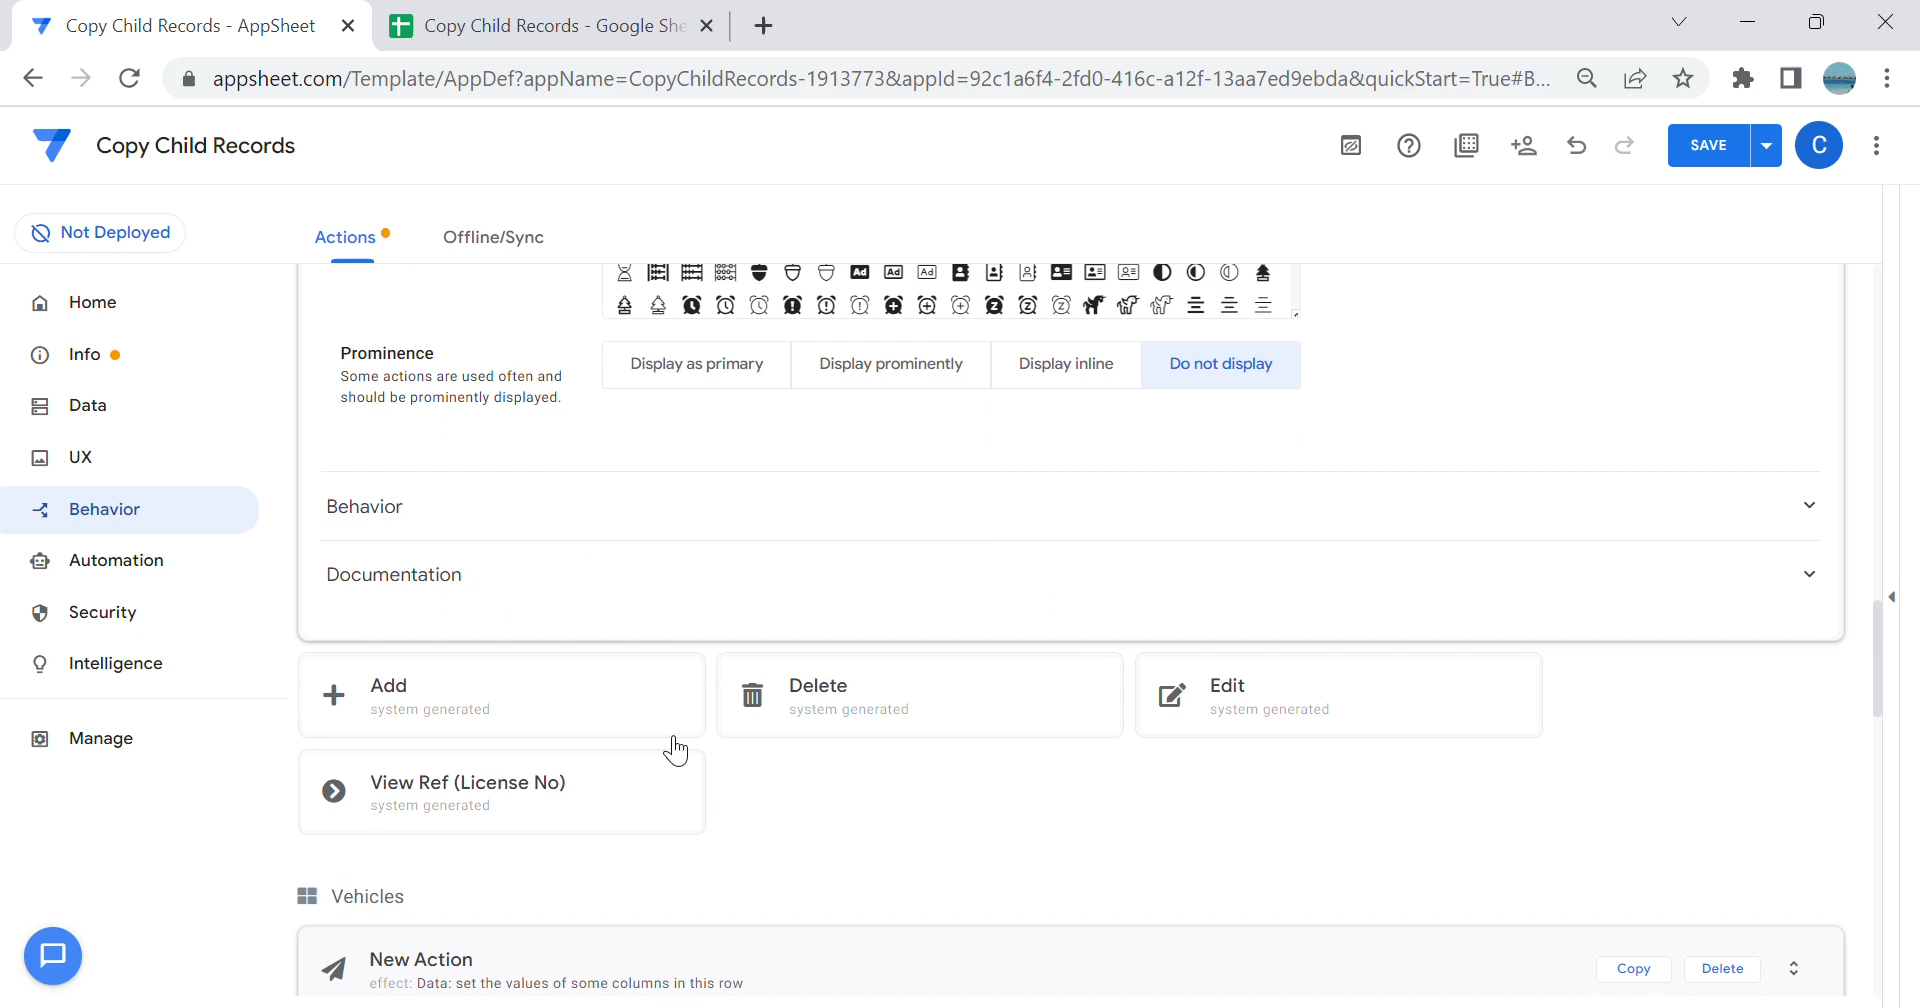 Copy Child Records - AppSheet
Copy Child Records - Google She
appsheet.com/Template/AppDef?appName=CopyChildRecords-1913773&appId=92c1a6f4-2fd0-416c-a12f-13aa7ed9ebda&quickStart=True#B...
Copy Child Records
SAVE
C
Not Deployed
Actions
Offline/Sync
Home
Info
Data
UX
Behavior
Automation
Security
Intelligence
Manage
Ad Ad Ad
Prominence
Some actions are used often and
should be prominently displayed.
Display as primary
Display prominently
Display inline
Do not display
Behavior
Documentation
Add
system generated
Delete
system generated
Edit
system generated
View Ref (License No)
system generated
Vehicles
New Action
effect: Data: set the values of some columns in this row
Copy
Delete